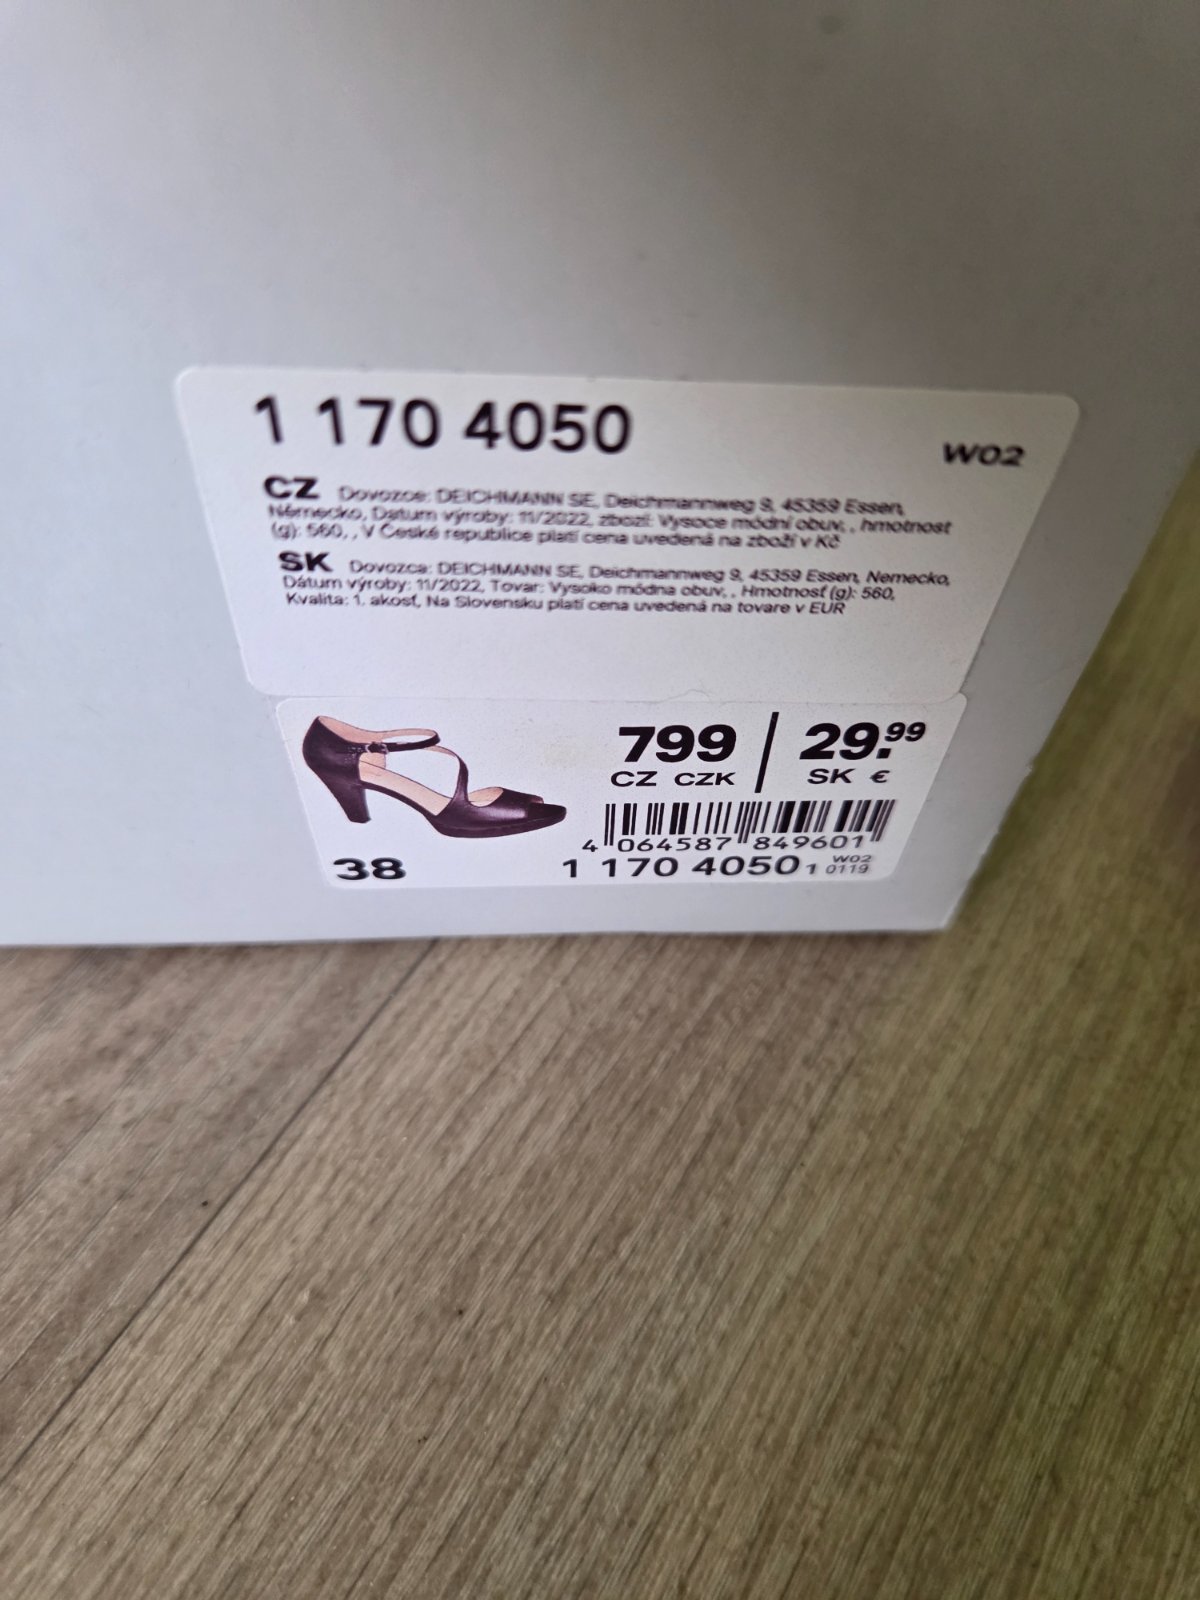 1 170 4050
W02
CZ Dovozce: DEICHMANN SE, Deichmannweg 9, 45359 Essen,
Německo, Datum výroby: 11/2022, zboží: Vysoce módní obuv, , hmotnost
(g): 560, , V České republice platí cena uvedená na zboží v Kč
SK Dovozca: DEICHMANN SE, Deichmannweg 9, 45359 Essen, Nemecko,
Dátum výroby: 11/2022, Tovar: Vysoko módna obuv, , Hmotnosť (g): 560,
Kvalita: 1. akosť, Na Slovensku platí cena uvedená na tovare v EUR
799 29.99
CZ CZK SK €
4 064587 849601
38
1 170 4050 1 W02 0119